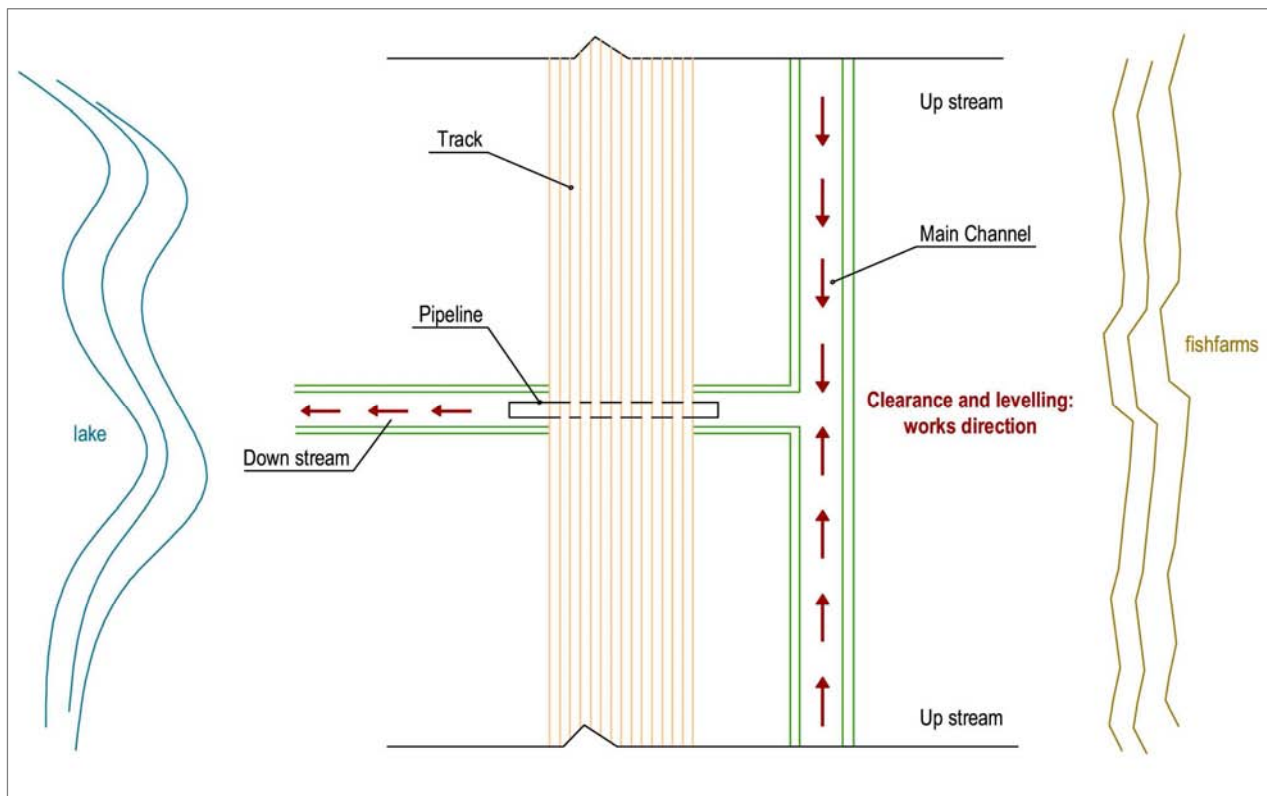 Up stream
Track
Main Channel
Pipeline
fishfarms
Clearance and levelling:
works direction
lake
Down stream
Up stream